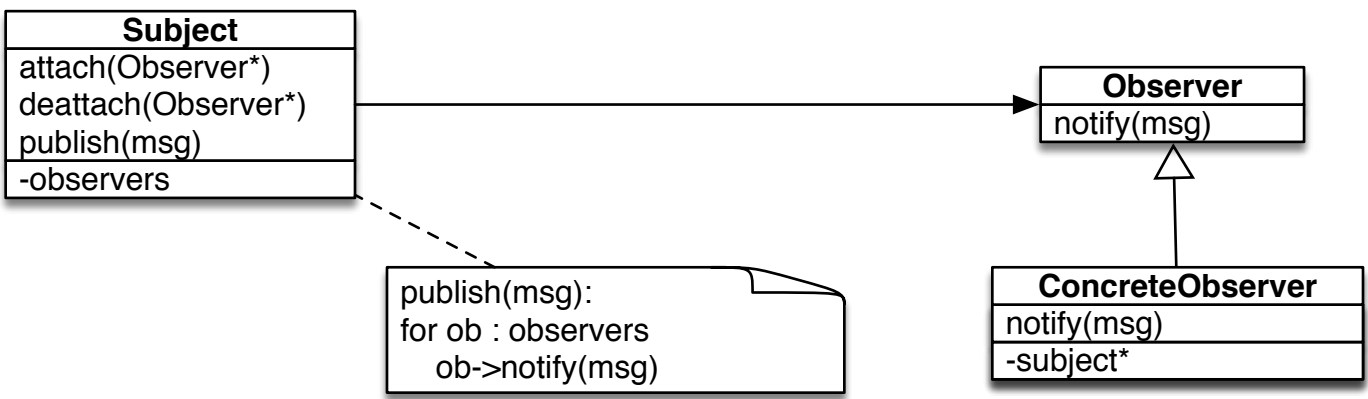 Subject
attach(Observer*)
deattach(Observer*)
publish(msg)
-observers
Observer
notify(msg)
publish(msg):
for ob : observers
ob->notify(msg)
ConcreteObserver
notify(msg)
-subject*